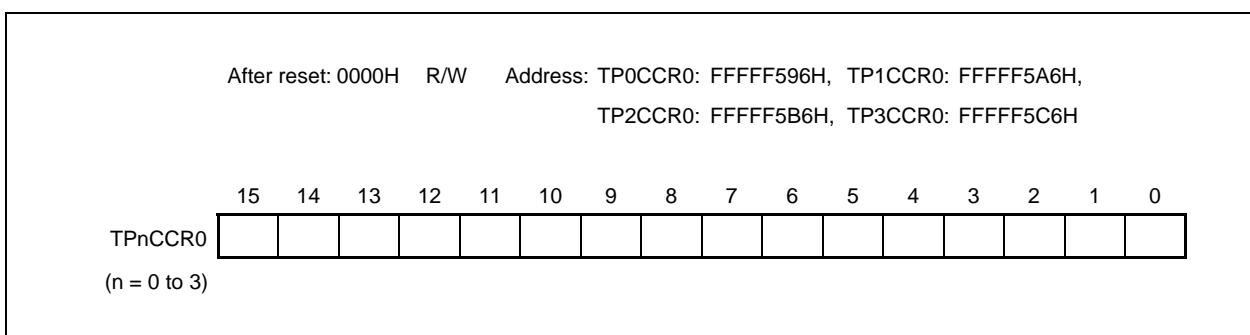 After reset: 0000H R/W Address: TP0CCR0: FFFFF596H, TP1CCR0: FFFFF5A6H,
TP2CCR0: FFFFF5B6H, TP3CCR0: FFFFF5C6H
15 14 13 12 11 10 9 8 7 6 5 4 3 2 1 0
TPnCCR0
(n = 0 to 3)